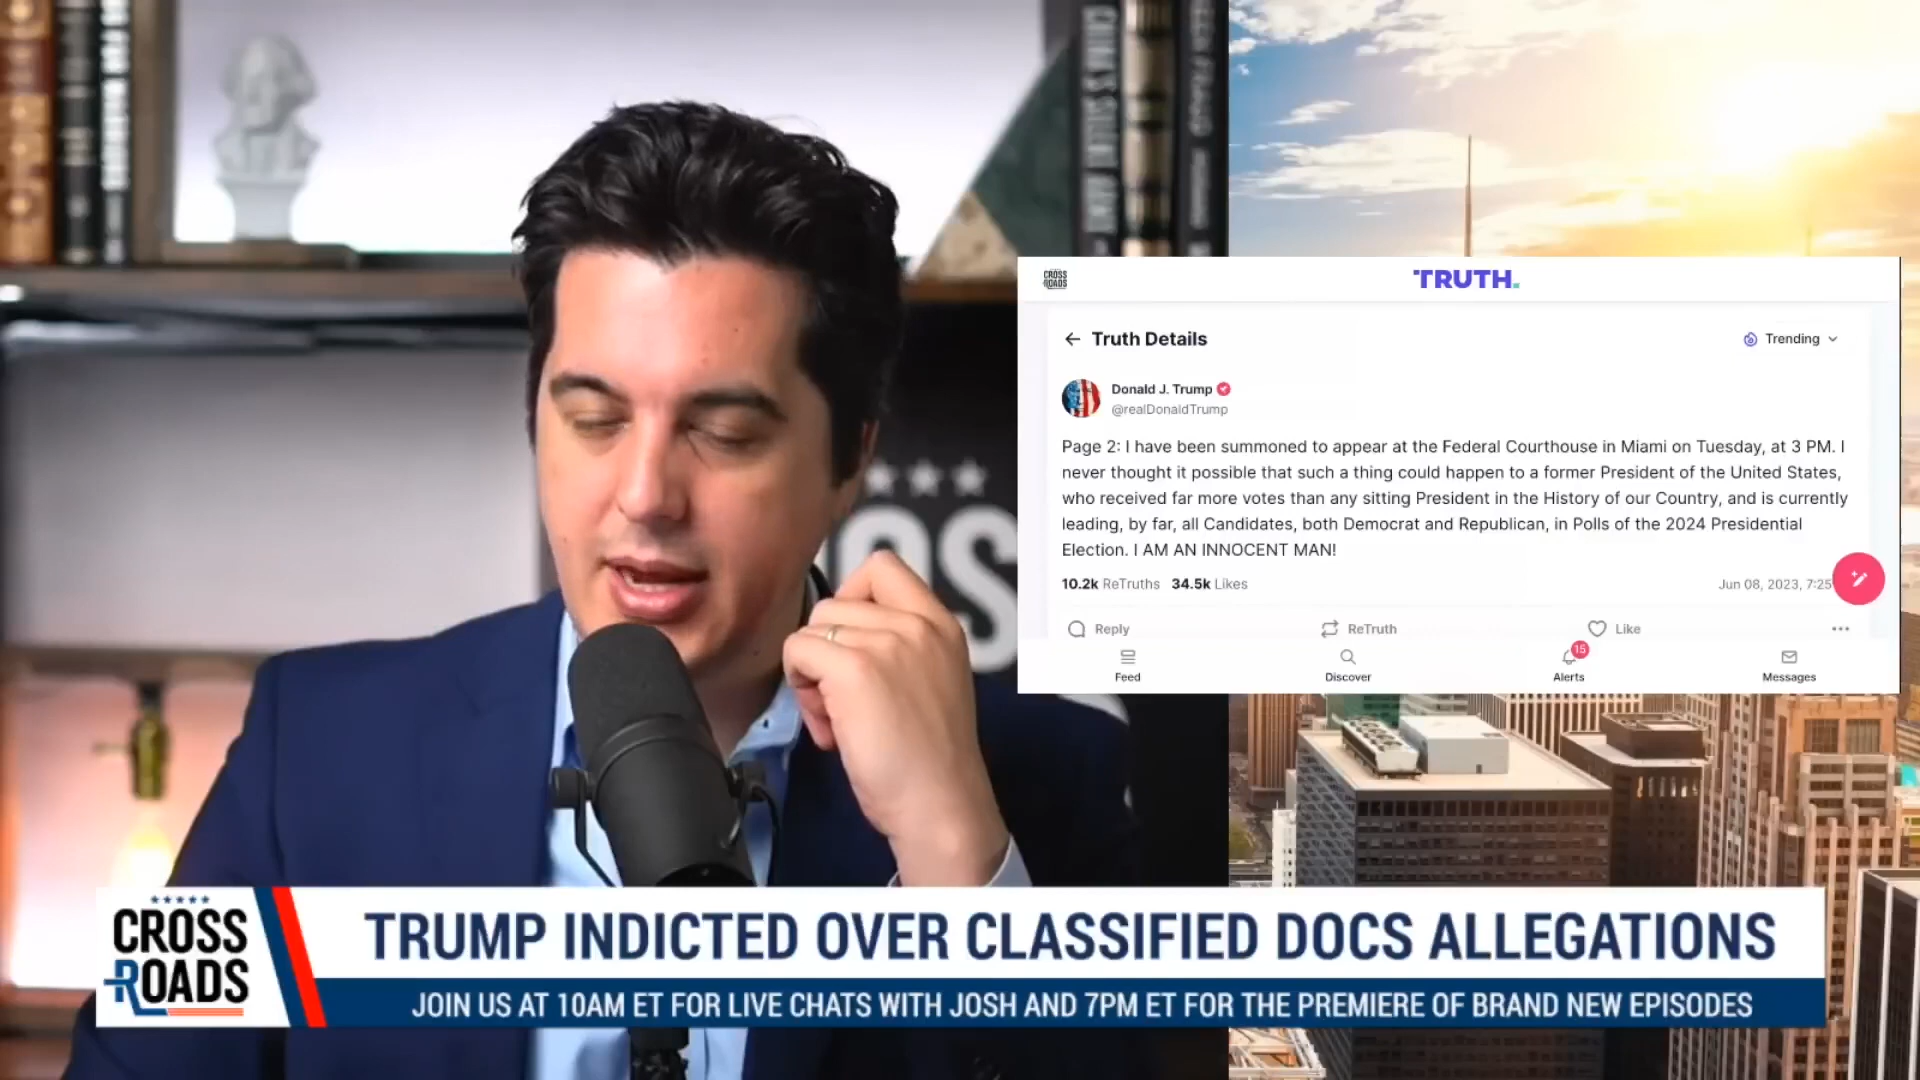 CROSS
ROADS
TRUTH.
Truth Details
Trending
Donald J. Trump
@realDonaldTrump
Page 2: I have been summoned to appear at the Federal Courthouse in Miami on Tuesday, at 3 PM. I
never thought it possible that such a thing could happen to a former President of the United States,
who received far more votes than any sitting President in the History of our Country, and is currently
leading, by far, all Candidates, both Democrat and Republican, in Polls of the 2024 Presidential
Election. I AM AN INNOCENT MAN!
10.2k ReTruths 34.5k Likes
Jun 08, 2023, 7:25
Reply
ReTruth
Like
15
Feed
Discover
Alerts
Messages
CROSS
ROADS
TRUMP INDICTED OVER CLASSIFIED DOCS ALLEGATIONS
JOIN US AT 10AM ET FOR LIVE CHATS WITH JOSH AND 7PM ET FOR THE PREMIERE OF BRAND NEW EPISODES